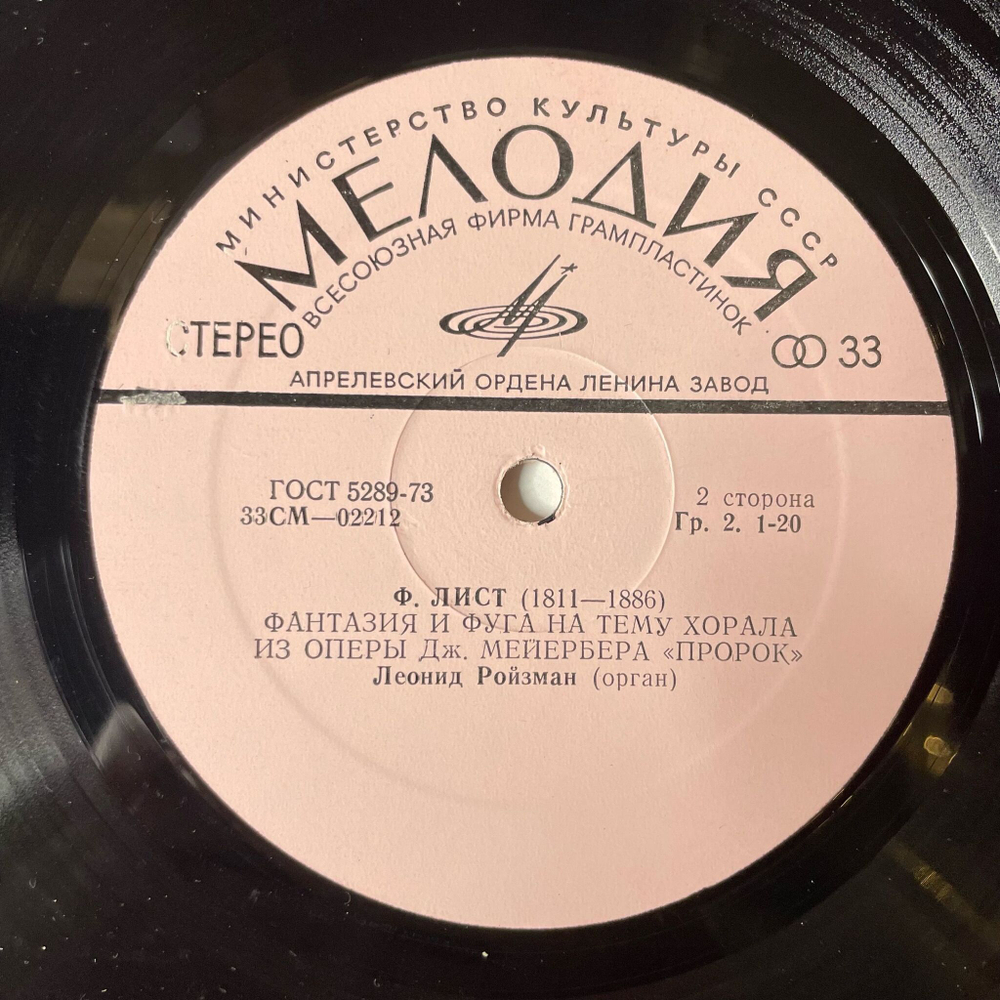 МИНИСТЕРСТВО КУЛЬТУРЫ СССР
МЕЛОДИЯ
ВСЕСОЮЗНАЯ ФИРМА ГРАМПЛАСТИНОК
СТЕРЕО
33
АПРЕЛЕВСКИЙ ОРДЕНА ЛЕНИНА ЗАВОД
ГОСТ 5289-73
2 сторона
33СМ—02212
Гр. 2. 1-20
Ф. ЛИСТ (1811—1886)
ФАНТАЗИЯ И ФУГА НА ТЕМУ ХОРАЛА
ИЗ ОПЕРЫ Дж. МЕЙЕРБЕРА «ПРОРОК»
Леонид Ройзман (орган)